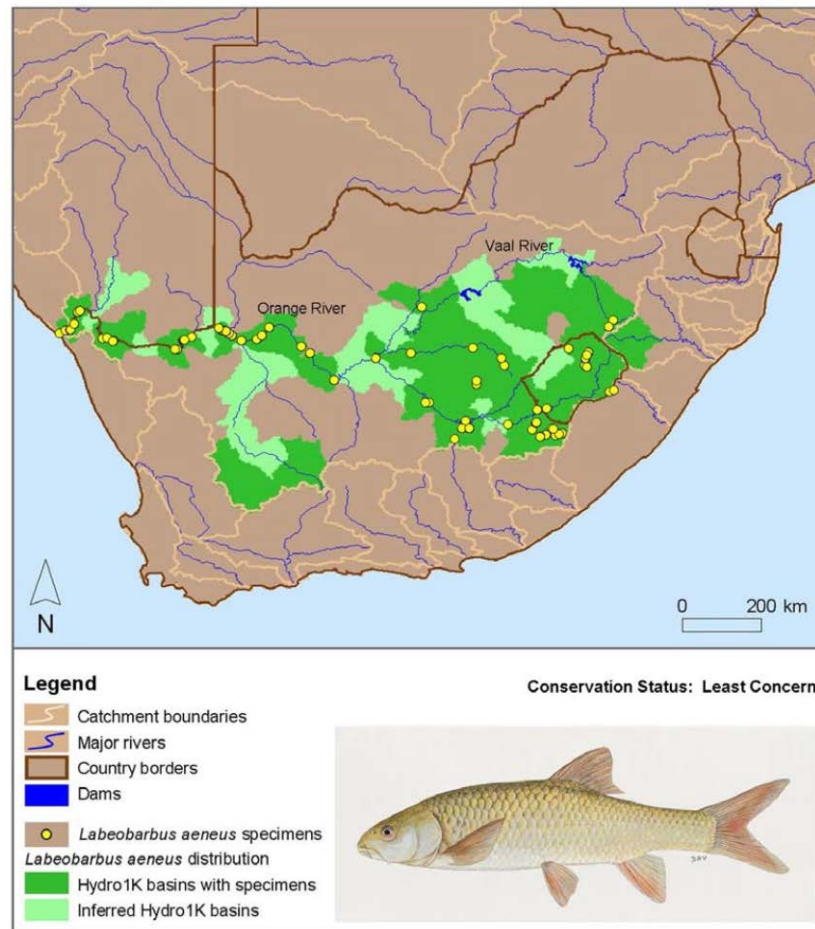 Vaal River
Orange River
N
0 200 km
Legend
Conservation Status: Least Concern
Catchment boundaries
Major rivers
Country borders
Dams
Labeobarbus aeneus specimens
Labeobarbus aeneus distribution
Hydro1K basins with specimens
Inferred Hydro1K basins